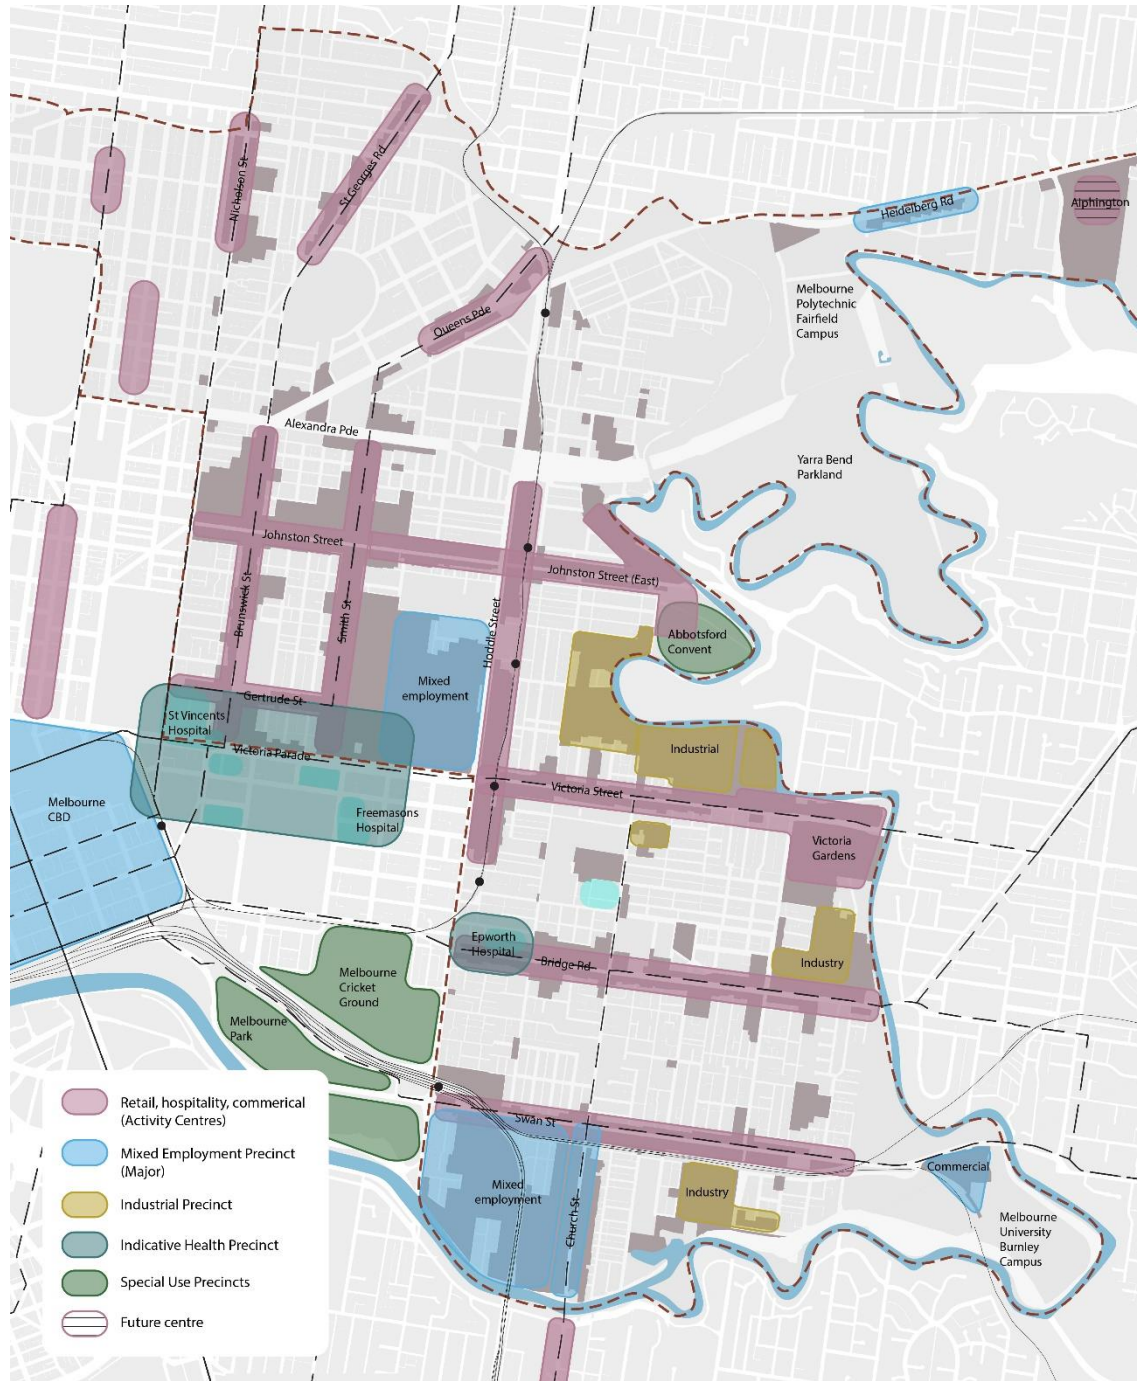 Nicholson St
St Georges Rd
Heidelberg Rd
Alphington
Queens Pde
Melbourne
Polytechnic
Fairfield
Campus
Alexandra Pde
Yarra Bend
Parkland
Johnston Street
Johnston Street (East)
Brunswick St
Smith St
Hoddle Street
Abbotsford
Convent
Mixed
employment
Gertrude St
St Vincents
Hospital
Victoria Parade
Industrial
Melbourne
CBD
Freemasons
Hospital
Victoria Street
Victoria
Gardens
Epworth
Hospital
Bridge Rd
Industry
Melbourne
Cricket
Ground
Melbourne
Park
Swan St
Mixed
employment
Church St
Industry
Commercial
Melbourne
University
Burnley
Campus
Retail, hospitality, commerical
(Activity Centres)
Mixed Employment Precinct
(Major)
Industrial Precinct
Indicative Health Precinct
Special Use Precincts
Future centre